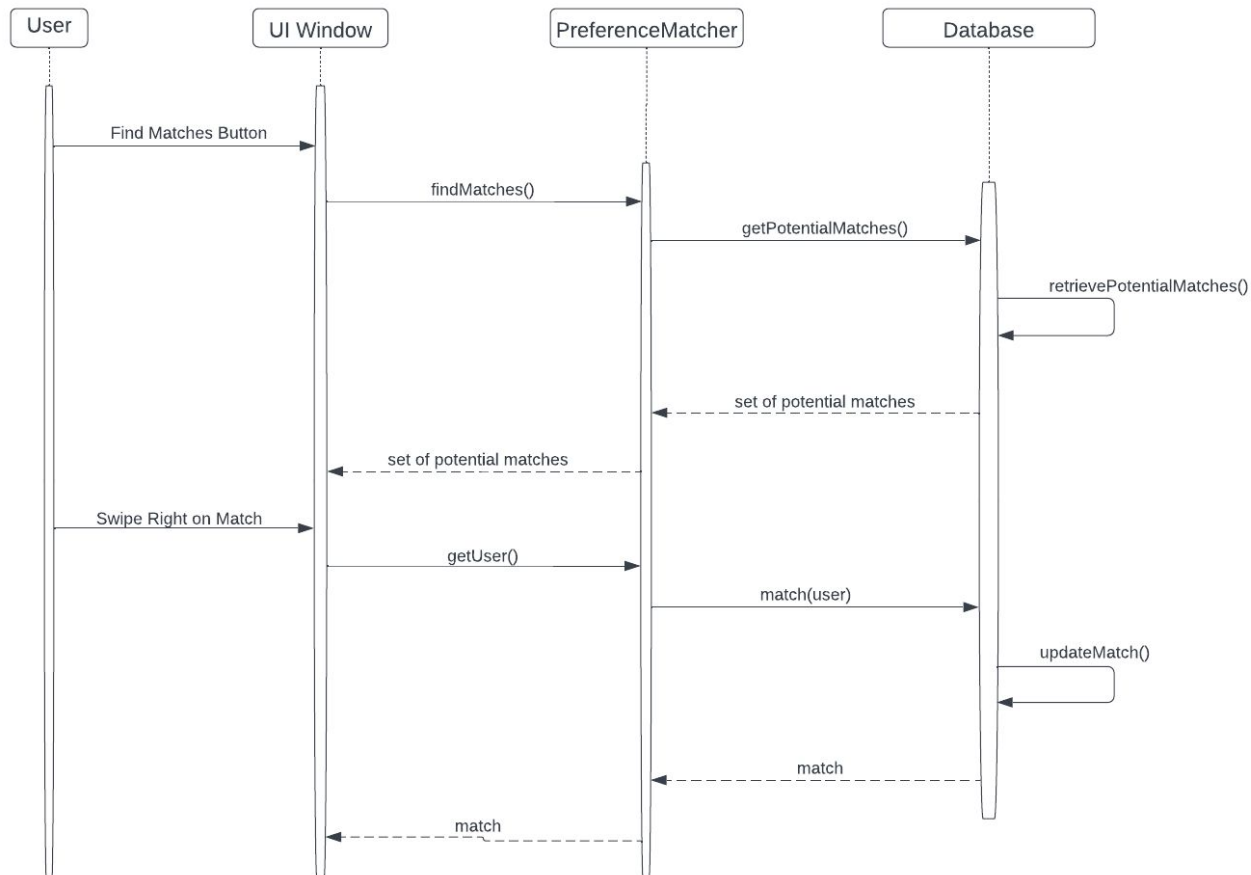 User
UI Window
PreferenceMatcher
Database
Find Matches Button
findMatches()
getPotentialMatches()
retrievePotentialMatches()
set of potential matches
set of potential matches
Swipe Right on Match
getUser()
match(user)
updateMatch()
match
match